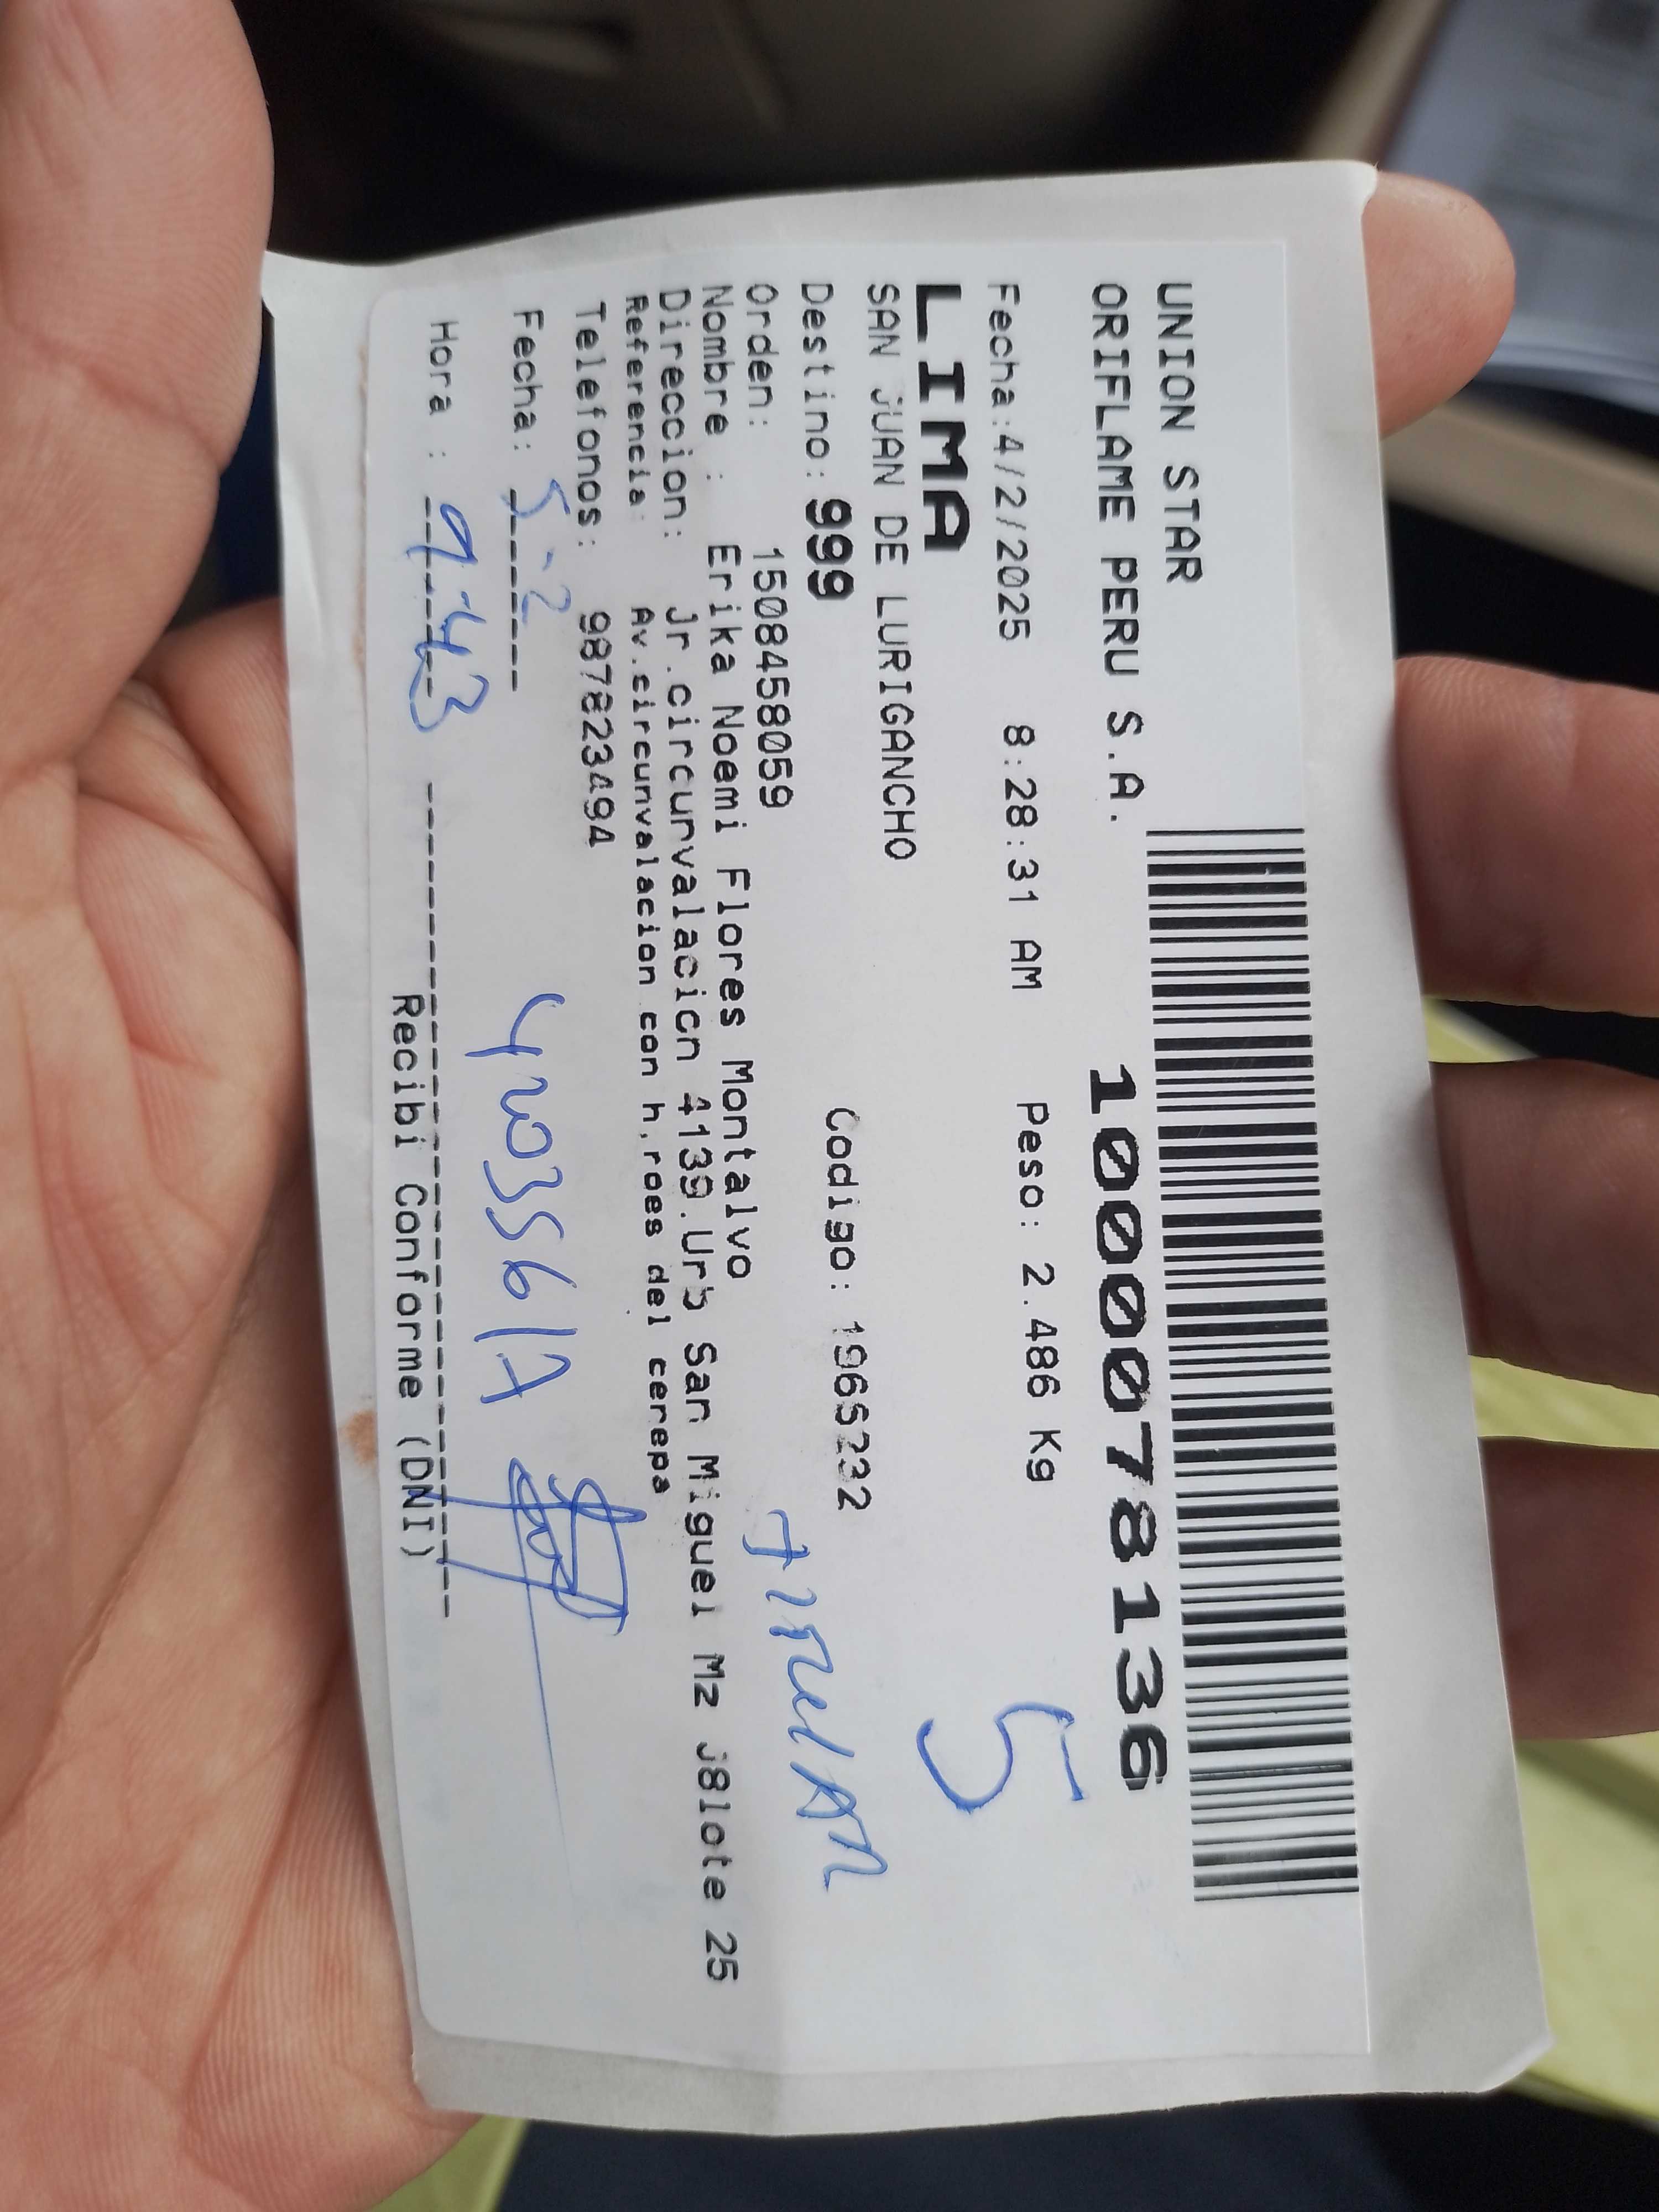 UNION STAR
ORIFLAME PERU S.A. 1000078136
Fecha:4/2/2025 8:28:31 AM Peso: 2.486 Kg
LIMA
SAN JUAN DE LURIGANCHO
5
Destino: 999 Codigo: 1965232
Orden: 1508458059
Nombre : Erika Noemi Flores Montalvo
Direccion: Jr.circunvalacion 4139.Urb San Miguel Mz J8lote 25
Referencia: Av.circunvalacion con h,roes del cerepa
Telefonos: 987823494
Fecha: 5-2
Hora : 9:43
Recibi Conforme (DNI)